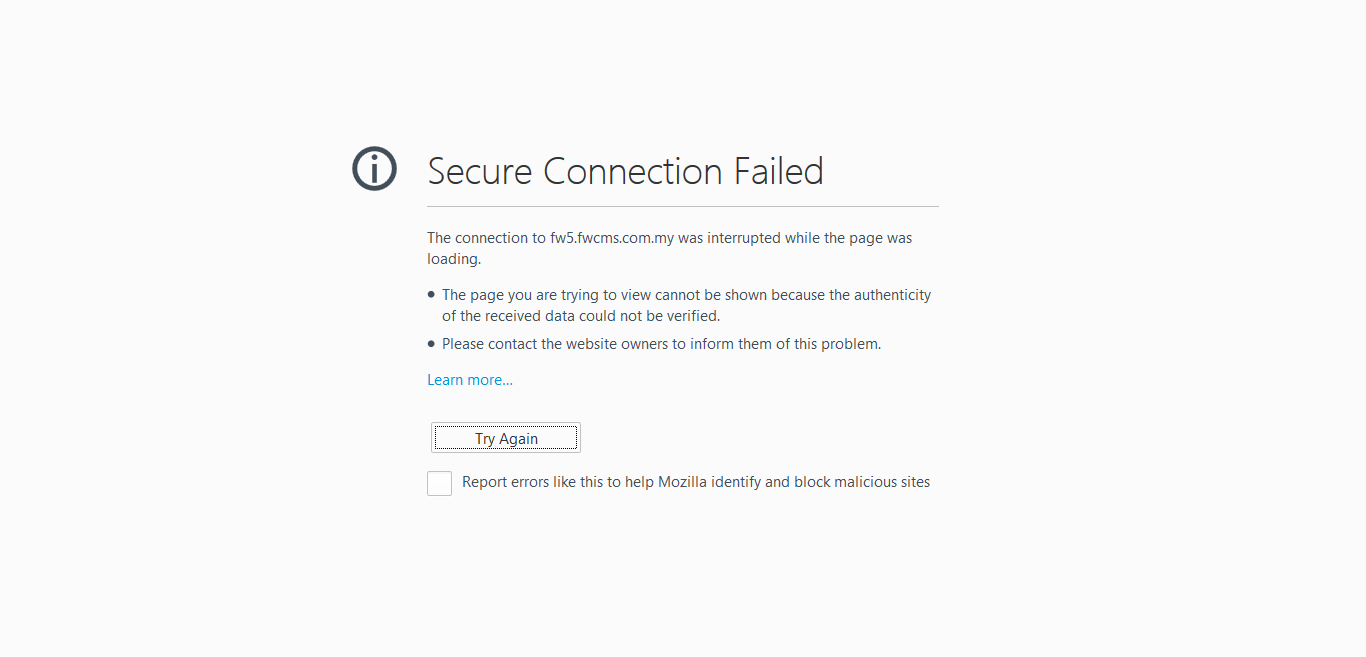 Secure Connection Failed
The connection to fw5.fwcms.com.my was interrupted while the page was
loading.
• The page you are trying to view cannot be shown because the authenticity
of the received data could not be verified.
• Please contact the website owners to inform them of this problem.
Learn more...
Try Again
Report errors like this to help Mozilla identify and block malicious sites